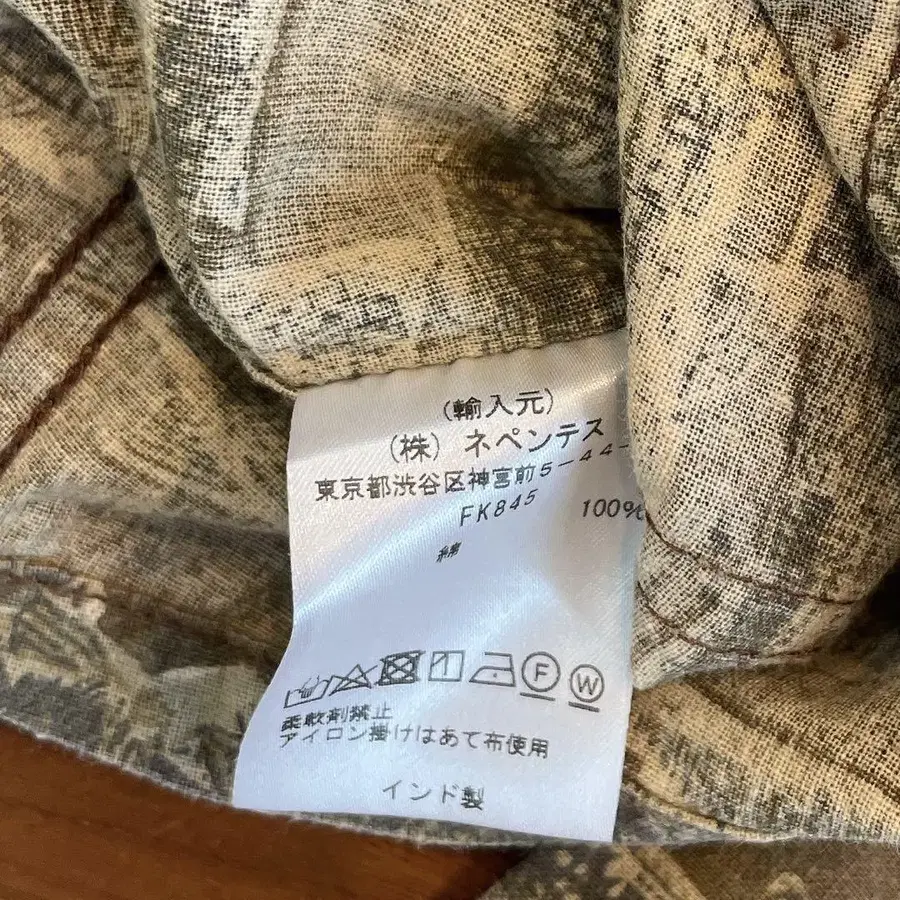 (輸入元)
(株) ネペンテス
東京都渋谷区神宮前5-44-
FK845
綿 100%
F W
柔軟剤禁止
アイロン掛けはあて布使用
インド製